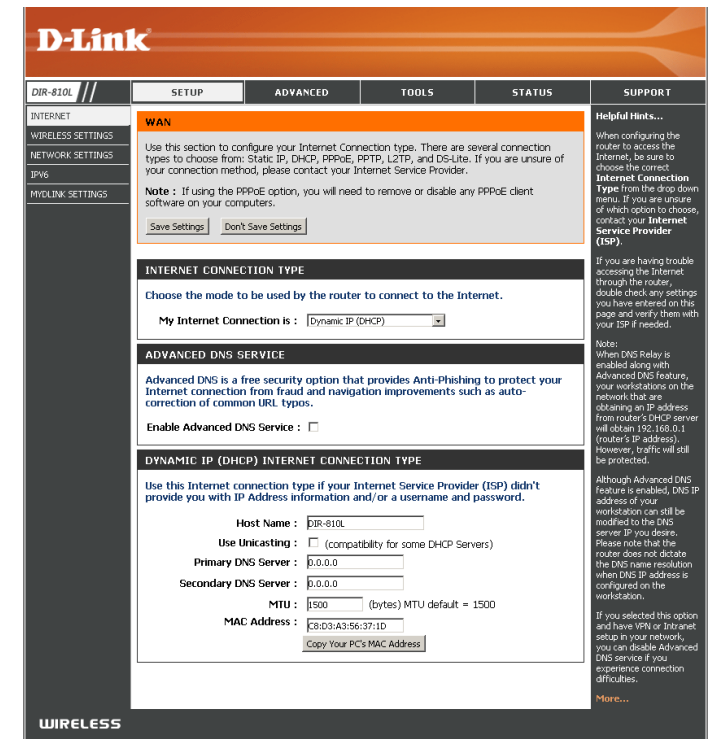 D-Link
DIR-810L
SETUP
ADVANCED
TOOLS
STATUS
SUPPORT
INTERNET
WIRELESS SETTINGS
NETWORK SETTINGS
IPV6
MYDLINK SETTINGS
WAN
Use this section to configure your Internet Connection type. There are several connection
types to choose from: Static IP, DHCP, PPPoE, PPTP, L2TP, and DS-Lite. If you are unsure of
your connection method, please contact your Internet Service Provider.
Note : If using the PPPoE option, you will need to remove or disable any PPPoE client
software on your computers.
Save Settings
Don't Save Settings
INTERNET CONNECTION TYPE
Choose the mode to be used by the router to connect to the Internet.
My Internet Connection is :
Dynamic IP (DHCP)
ADVANCED DNS SERVICE
Advanced DNS is a free security option that provides Anti-Phishing to protect your
Internet connection from fraud and navigation improvements such as auto-
correction of common URL typos.
Enable Advanced DNS Service :
DYNAMIC IP (DHCP) INTERNET CONNECTION TYPE
Use this Internet connection type if your Internet Service Provider (ISP) didn't
provide you with IP Address information and/or a username and password.
Host Name : DIR-810L
Use Unicasting : (compatibility for some DHCP Servers)
Primary DNS Server : 0.0.0.0
Secondary DNS Server : 0.0.0.0
MTU : 1500 (bytes) MTU default = 1500
MAC Address : C8:D3:A3:56:37:1D
Copy Your PC's MAC Address
Helpful Hints...
When configuring the
router to access the
Internet, be sure to
choose the correct
Internet Connection
Type from the drop down
menu. If you are unsure
of which option to choose,
contact your Internet
Service Provider
(ISP).
If you are having trouble
accessing the Internet
through the router,
double check any settings
you have entered on this
page and verify them with
your ISP if needed.
Note:
When DNS Relay is
enabled along with
Advanced DNS feature,
your workstations on the
network that are
obtaining an IP address
from router's DHCP server
will obtain 192.168.0.1
(router's IP address).
However, traffic will still
be protected.
Although Advanced DNS
feature is enabled, DNS IP
address of your
workstation can still be
modified to the DNS
server IP you desire.
Please note that the
router does not dictate
the DNS name resolution
when DNS IP address is
configured on the
workstation.
If you selected this option
and have VPN or Intranet
setup in your network,
you can disable Advanced
DNS service if you
experience connection
difficulties.
More...
WIRELESS